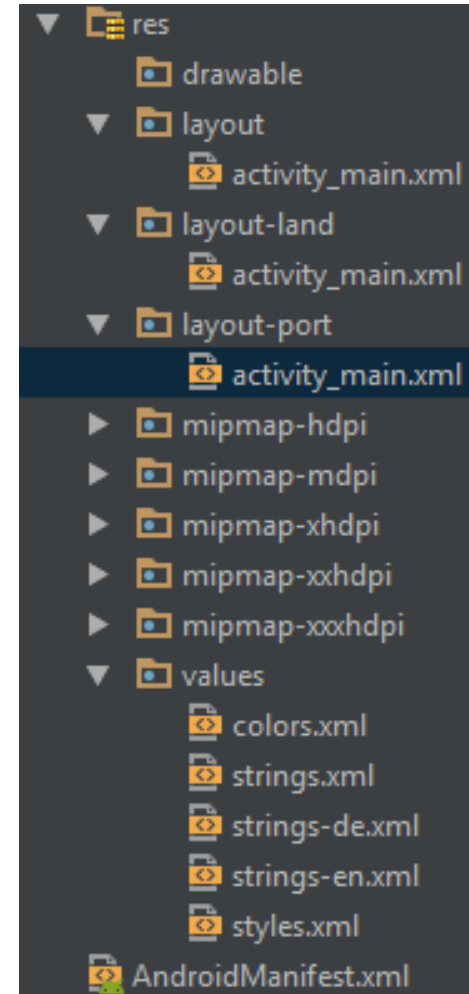 res
drawable
layout
activity_main.xml
layout-land
activity_main.xml
layout-port
activity_main.xml
mipmap-hdpi
mipmap-mdpi
mipmap-xhdpi
mipmap-xxhdpi
mipmap-xxxhdpi
values
colors.xml
strings.xml
strings-de.xml
strings-en.xml
styles.xml
AndroidManifest.xml